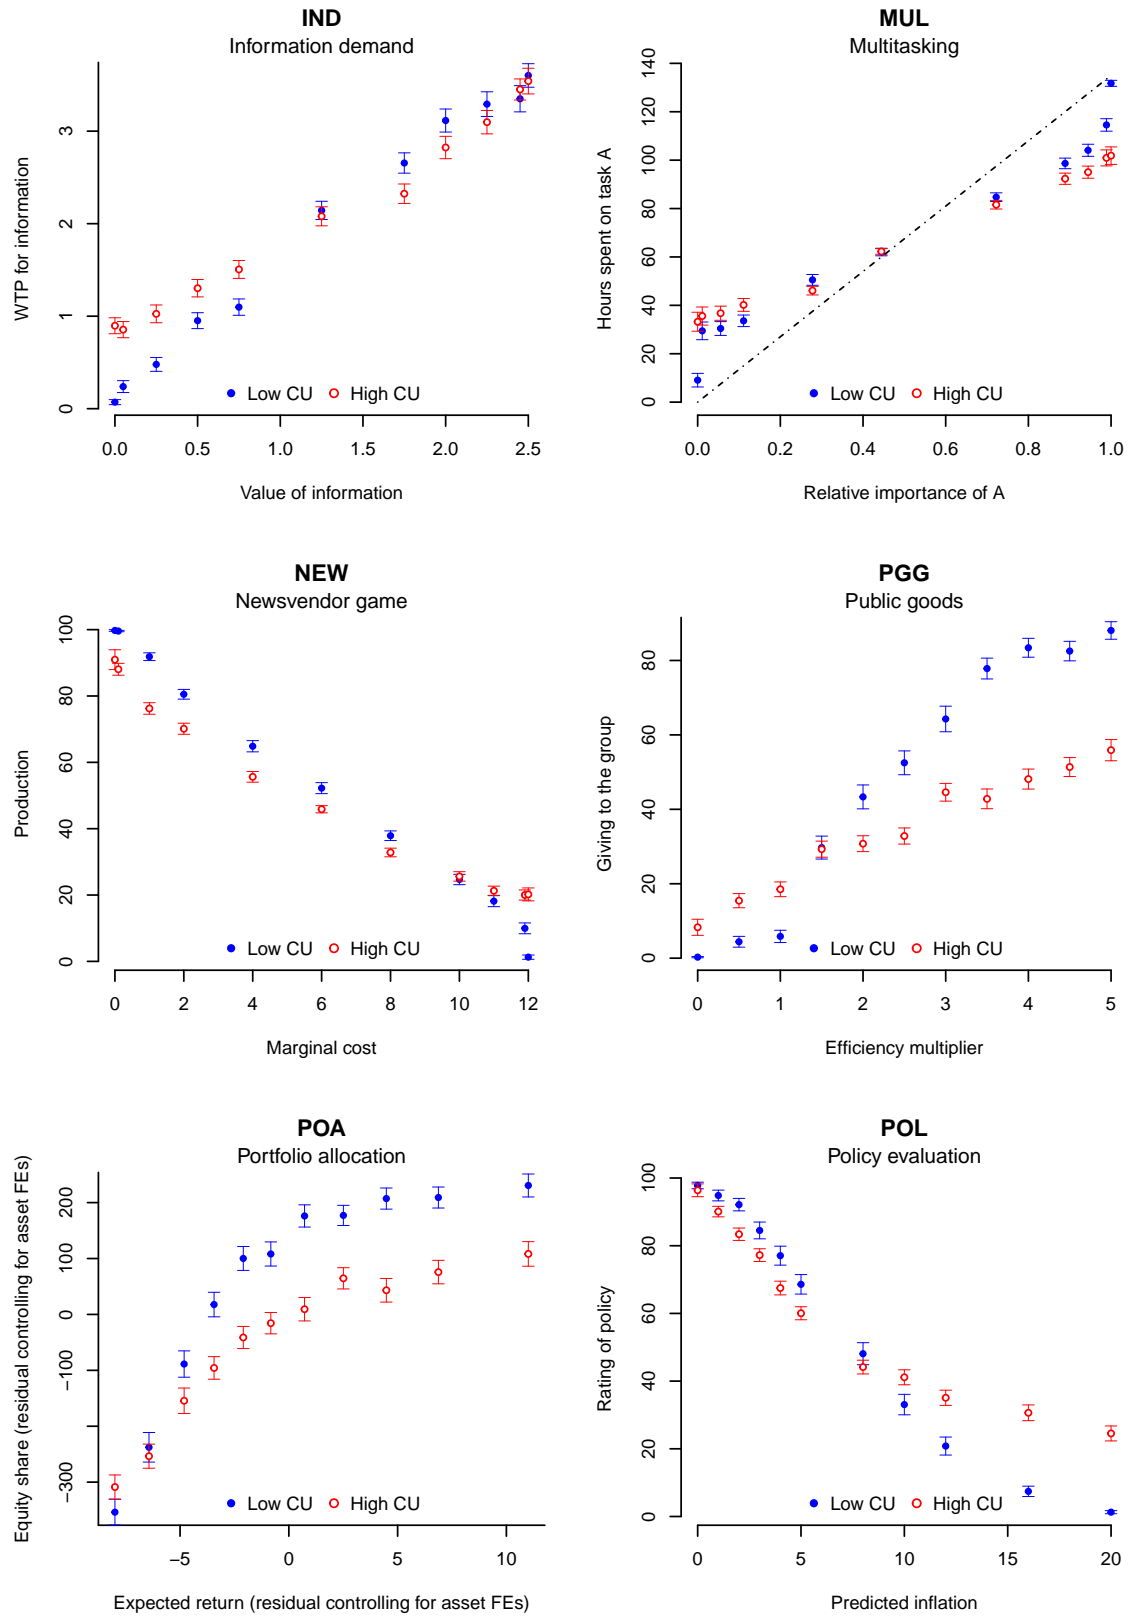 IND
Information demand
WTP for information
0 1 2 3
Low CU High CU
0.0 0.5 1.0 1.5 2.0 2.5
Value of information
MUL
Multitasking
Hours spent on task A
0 20 40 60 80 100 120 140
Low CU High CU
0.0 0.2 0.4 0.6 0.8 1.0
Relative importance of A
NEW
Newsvendor game
Production
0 20 40 60 80 100
Low CU High CU
0 2 4 6 8 10 12
Marginal cost
PGG
Public goods
Giving to the group
0 20 40 60 80
Low CU High CU
0 1 2 3 4 5
Efficiency multiplier
POA
Portfolio allocation
Equity share (residual controlling for asset FEs)
−300 −100 0 100 200
Low CU High CU
−5 0 5 10
Expected return (residual controlling for asset FEs)
POL
Policy evaluation
Rating of policy
0 20 40 60 80 100
Low CU High CU
0 5 10 15 20
Predicted inflation